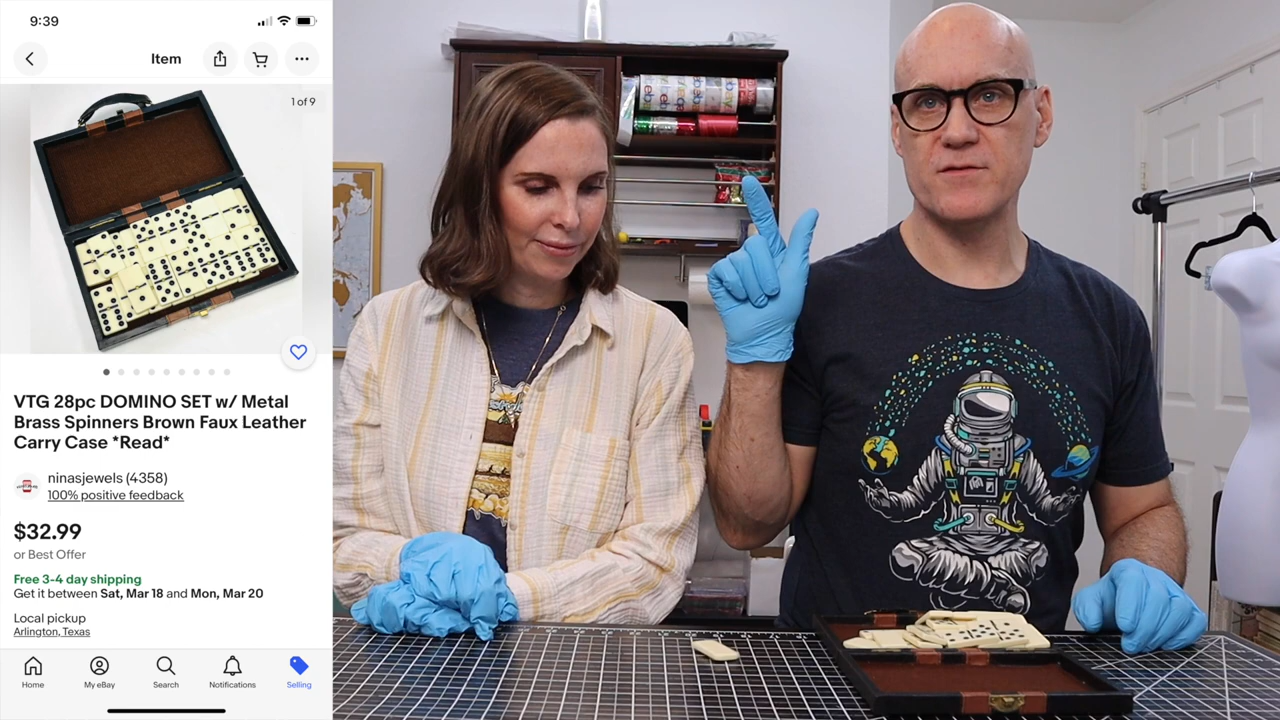 9:39
Item
1 of 9
VTG 28pc DOMINO SET w/ Metal
Brass Spinners Brown Faux Leather
Carry Case *Read*
ninasjewels (4358)
100% positive feedback
$32.99
or Best Offer
Free 3-4 day shipping
Get it between Sat, Mar 18 and Mon, Mar 20
Local pickup
Arlington, Texas
Home
My eBay
Search
Notifications
Selling